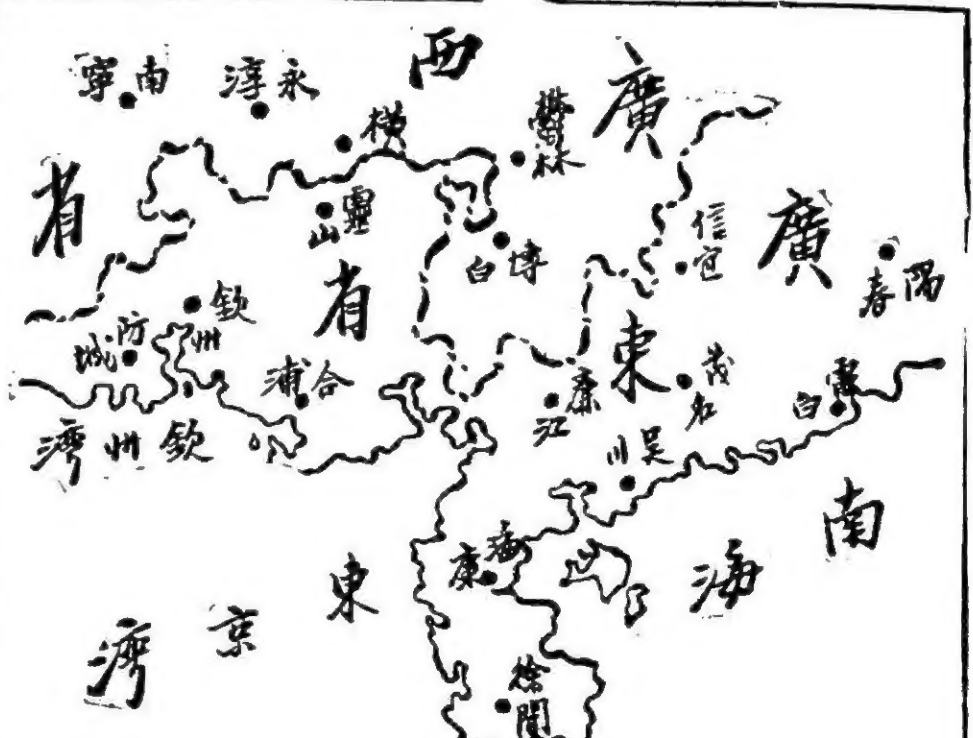 廣西省
廣東省
南寧
永淳
橫
鬱林
靈山
博白
信宜
陽春
欽州
防城
合浦
廉江
茂名
電白
吳川
欽州灣
海康
南海
東京灣
徐聞